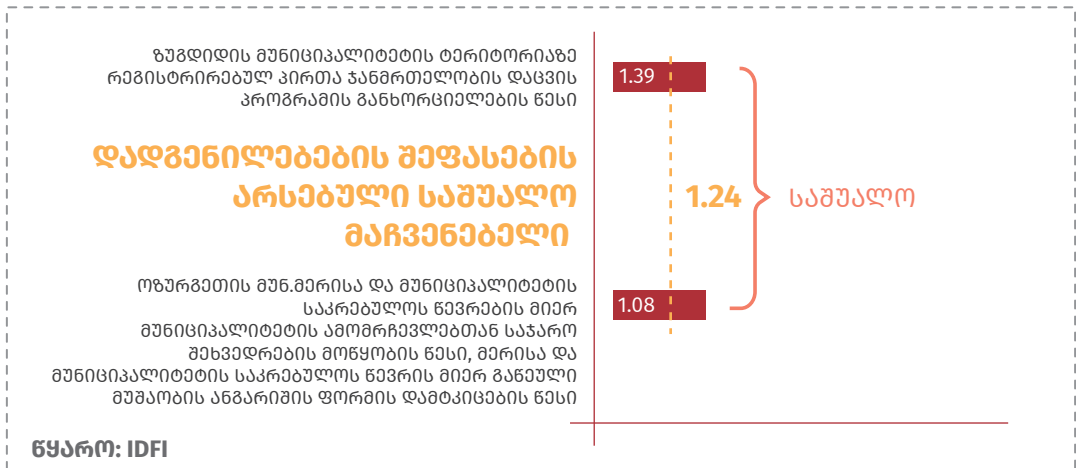 ზუგდიდის მუნიციპალიტეტის ტერიტორიაზე
რეგისტრირებულ პირთა ჯანმრთელობის დაცვის
პროგრამის განხორციელების წესი
1.39
დადგენილებების შეფასების
არსებული საშუალო
მაჩვენებელი
1.24
საშუალო
ოზურგეთის მუნ.მერისა და მუნიციპალიტეტის
საკრებულოს წევრების მიერ
მუნიციპალიტეტის ამომრჩევლებთან საჯარო
შეხვედრების მოწყობის წესი, მერისა და
მუნიციპალიტეტის საკრებულოს წევრის მიერ გაწეული
მუშაობის ანგარიშის ფორმის დამტკიცების წესი
1.08
წყარო: IDFI